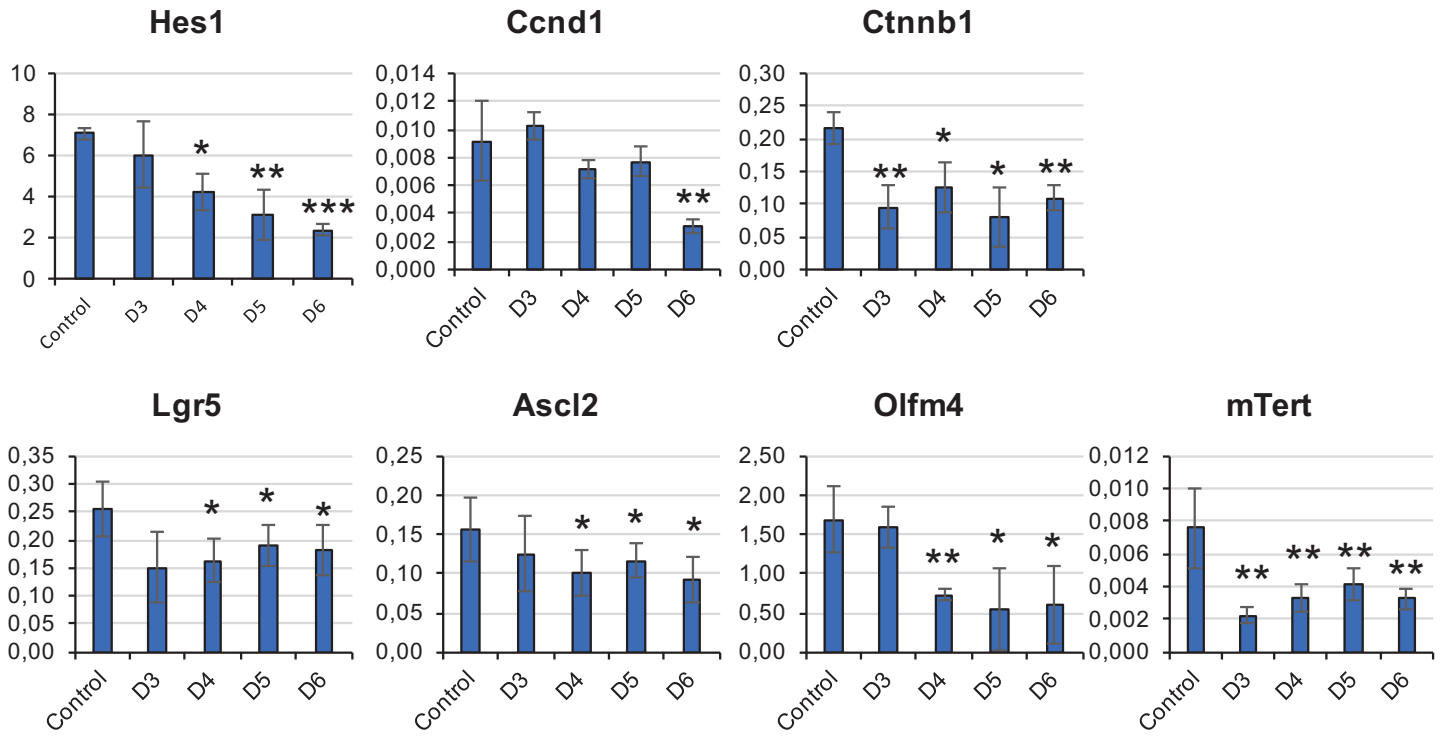 Hes1
10
8
6
4
2
0
*
**
***
Control
D3
D4
D5
D6
Ccnd1
0,014
0,012
0,010
0,008
0,006
0,004
0,002
0,000
**
Control
D3
D4
D5
D6
Ctnnb1
0,30
0,25
0,20
0,15
0,10
0,05
0,00
**
*
*
**
Control
D3
D4
D5
D6
Lgr5
0,35
0,30
0,25
0,20
0,15
0,10
0,05
0,00
*
*
*
Control
D3
D4
D5
D6
Ascl2
0,25
0,20
0,15
0,10
0,05
0,00
*
*
*
Control
D3
D4
D5
D6
Olfm4
2,50
2,00
1,50
1,00
0,50
0,00
**
*
*
Control
D3
D4
D5
D6
mTert
0,012
0,010
0,008
0,006
0,004
0,002
0,000
**
**
**
**
Control
D3
D4
D5
D6